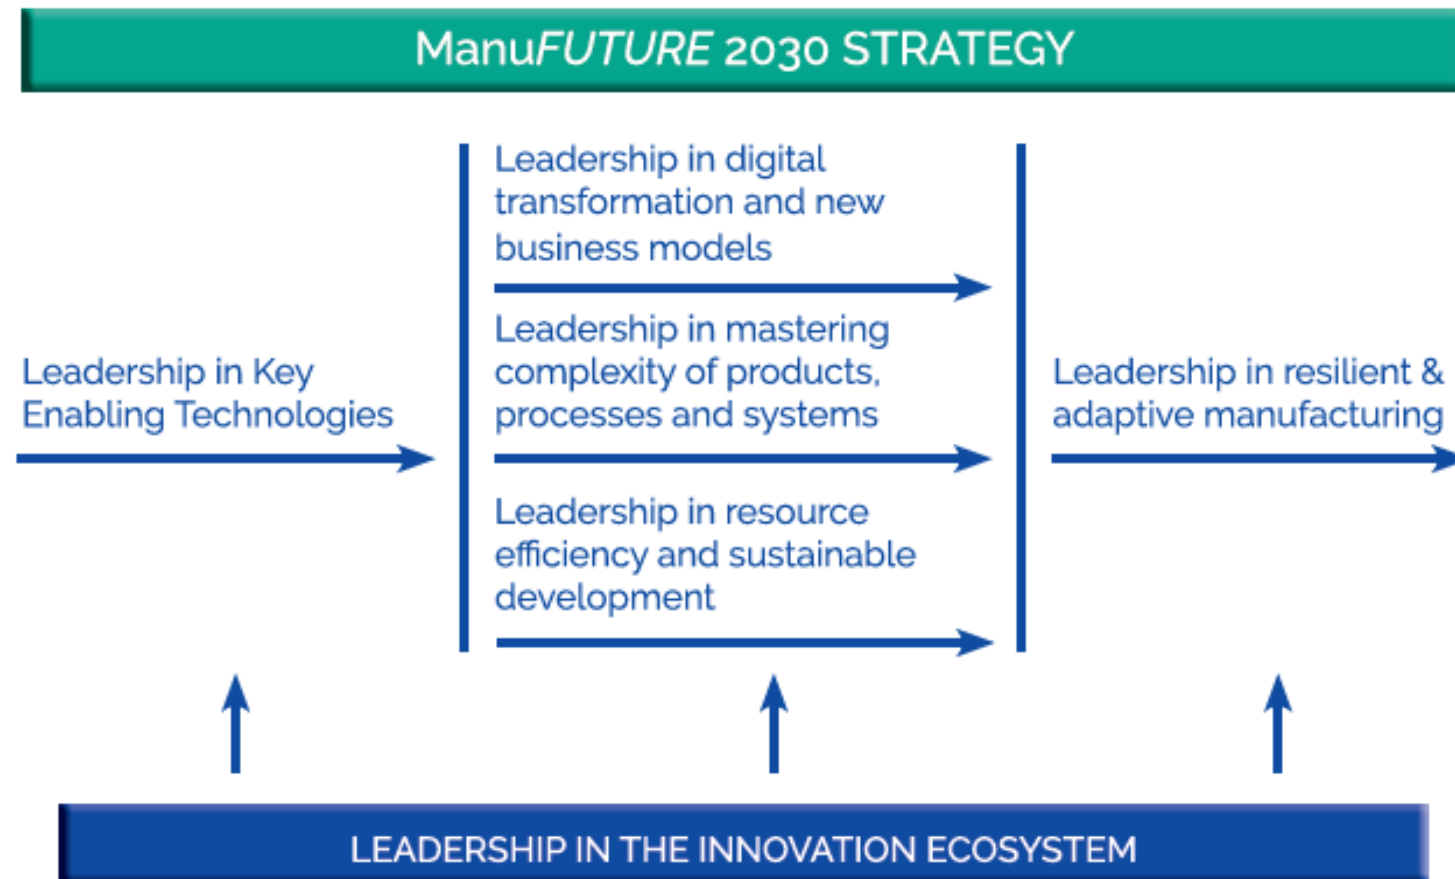 ManuFUTURE 2030 STRATEGY
Leadership in digital
transformation and new
business models
Leadership in mastering
complexity of products,
processes and systems
Leadership in Key
Enabling Technologies
Leadership in resilient &
adaptive manufacturing
Leadership in resource
efficiency and sustainable
development
LEADERSHIP IN THE INNOVATION ECOSYSTEM